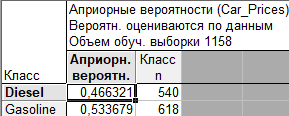 Априорные вероятности (Car_Prices)
Вероятн. оцениваются по данным
Объем обуч. выборки 1158
Класс Априорн. вероятн. Класс n
Diesel 0,466321 540
Gasoline 0,533679 618